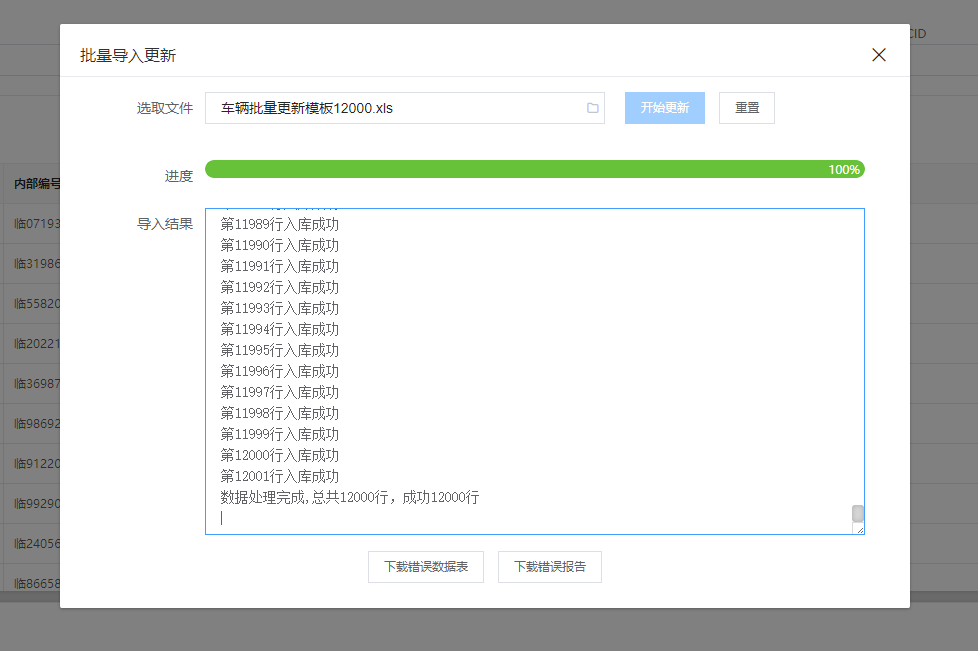 CID
批量导入更新
选取文件 车辆批量更新模板12000.xls 开始更新 重置
进度 100%
内部编号
导入结果
临07193
临31986
临55820
临20221
临36987
临98692
临91220
临99290
临24056
临86658
第11989行入库成功
第11990行入库成功
第11991行入库成功
第11992行入库成功
第11993行入库成功
第11994行入库成功
第11995行入库成功
第11996行入库成功
第11997行入库成功
第11998行入库成功
第11999行入库成功
第12000行入库成功
第12001行入库成功
数据处理完成,总共12000行，成功12000行
下载错误数据表 下载错误报告